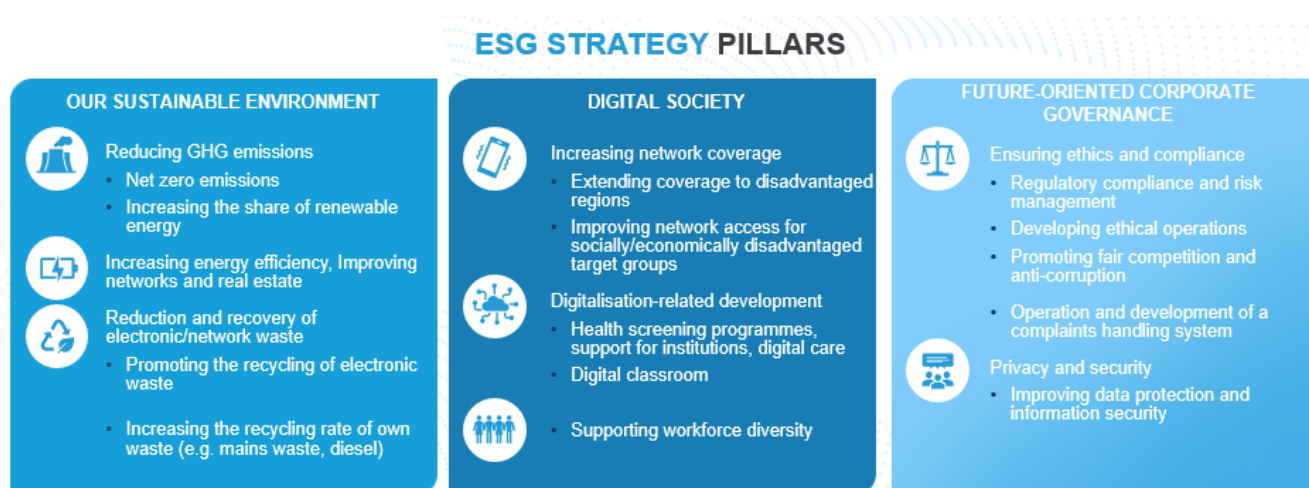 ESG STRATEGY PILLARS
OUR SUSTAINABLE ENVIRONMENT
Reducing GHG emissions
• Net zero emissions
• Increasing the share of renewable
energy
Increasing energy efficiency, Improving
networks and real estate
Reduction and recovery of
electronic/network waste
• Promoting the recycling of electronic
waste
• Increasing the recycling rate of own
waste (e.g. mains waste, diesel)
DIGITAL SOCIETY
Increasing network coverage
• Extending coverage to disadvantaged
regions
• Improving network access for
socially/economically disadvantaged
target groups
Digitalisation-related development
• Health screening programmes,
support for institutions, digital care
• Digital classroom
• Supporting workforce diversity
FUTURE-ORIENTED CORPORATE
GOVERNANCE
Ensuring ethics and compliance
• Regulatory compliance and risk
management
• Developing ethical operations
• Promoting fair competition and
anti-corruption
• Operation and development of a
complaints handling system
Privacy and security
• Improving data protection and
information security